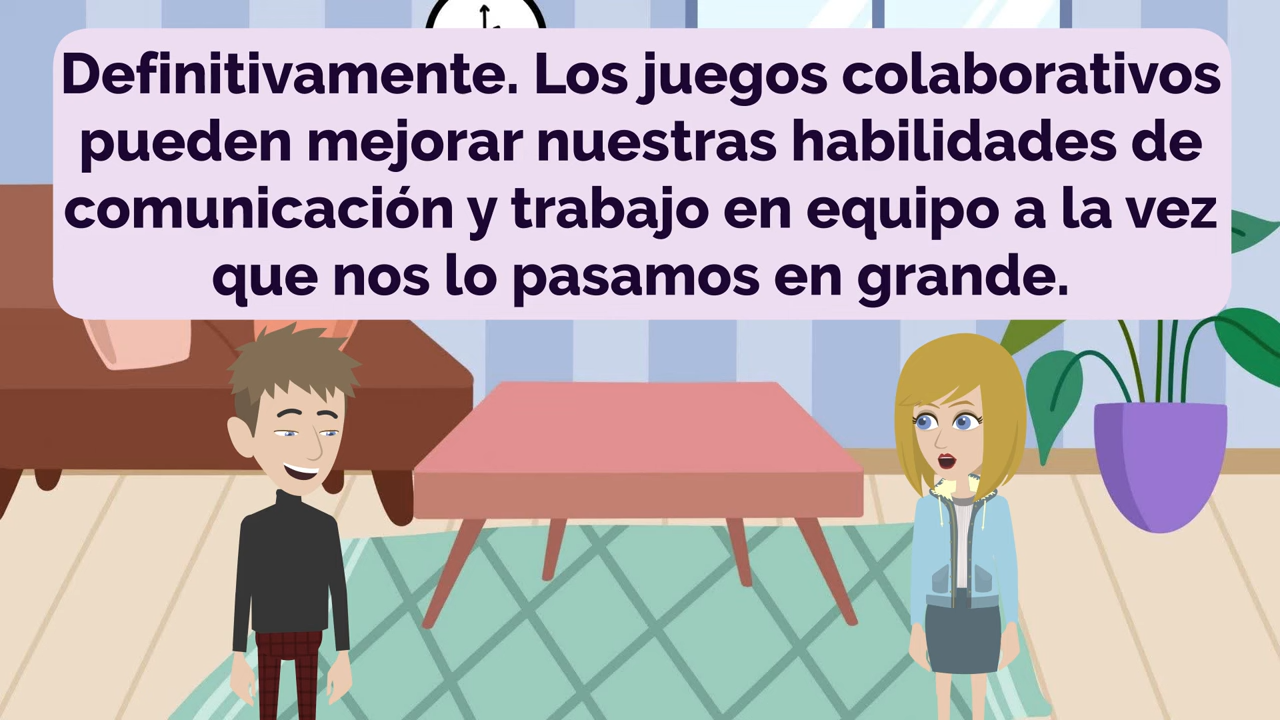 Definitivamente. Los juegos colaborativos
pueden mejorar nuestras habilidades de
comunicación y trabajo en equipo a la vez
que nos lo pasamos en grande.